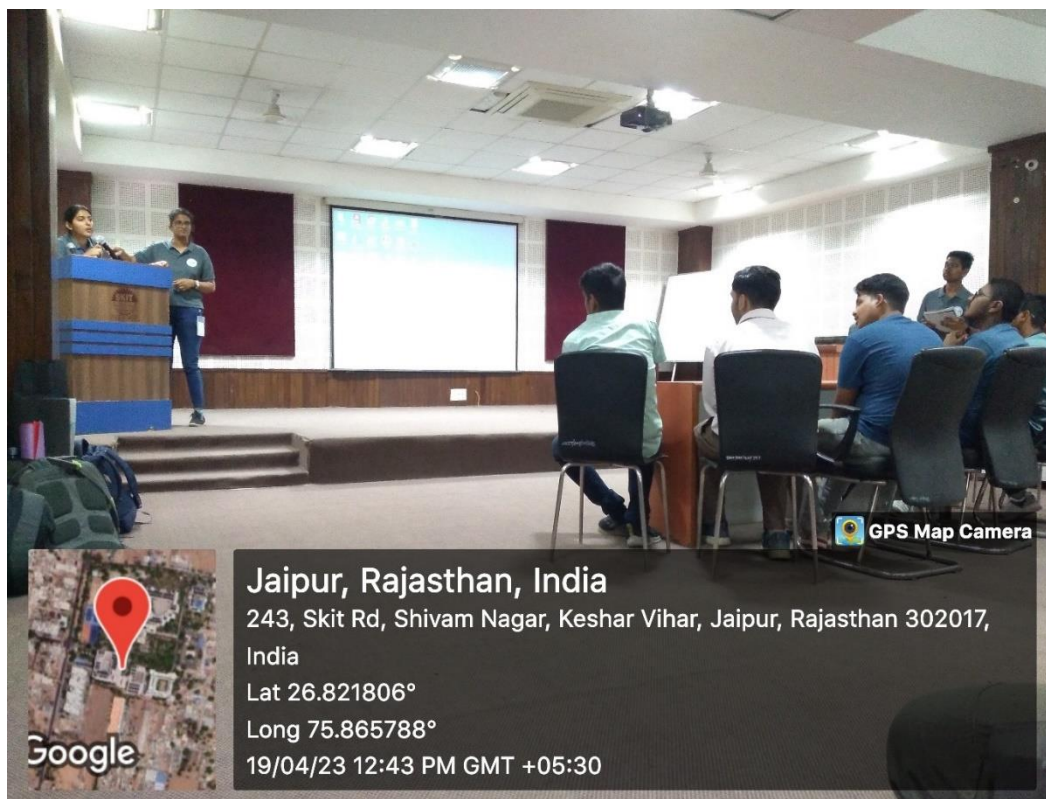 SKIT
GPS Map Camera
Jaipur, Rajasthan, India
243, Skit Rd, Shivam Nagar, Keshar Vihar, Jaipur, Rajasthan 302017,
India
Lat 26.821806°
Long 75.865788°
19/04/23 12:43 PM GMT +05:30
Google